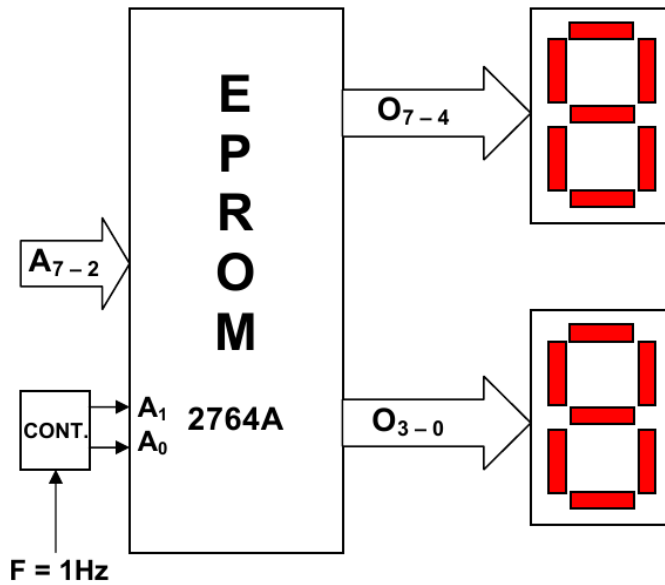 E
P
R
O
M
2764A
A₇₋₂
A₁
A₀
CONT.
F = 1Hz
O₇₋₄
O₃₋₀